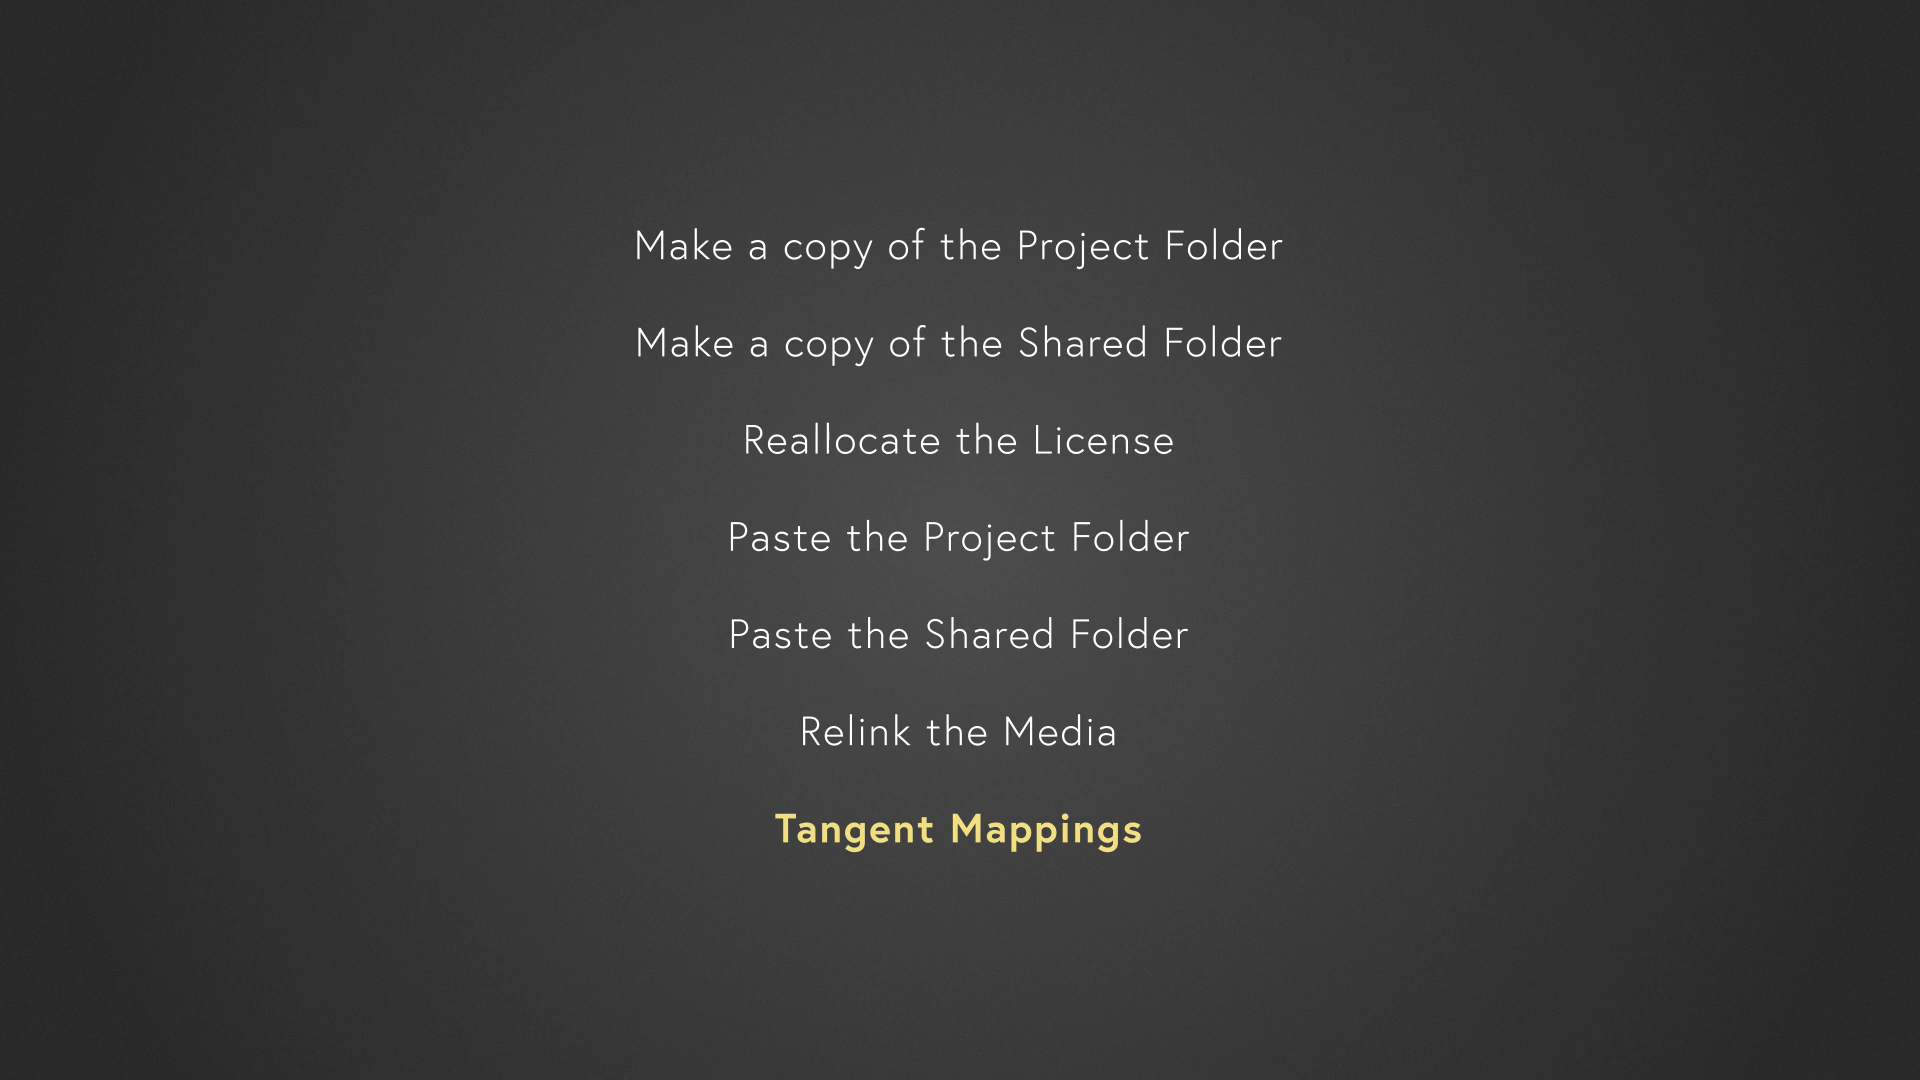 Make a copy of the Project Folder
Make a copy of the Shared Folder
Reallocate the License
Paste the Project Folder
Paste the Shared Folder
Relink the Media
Tangent Mappings